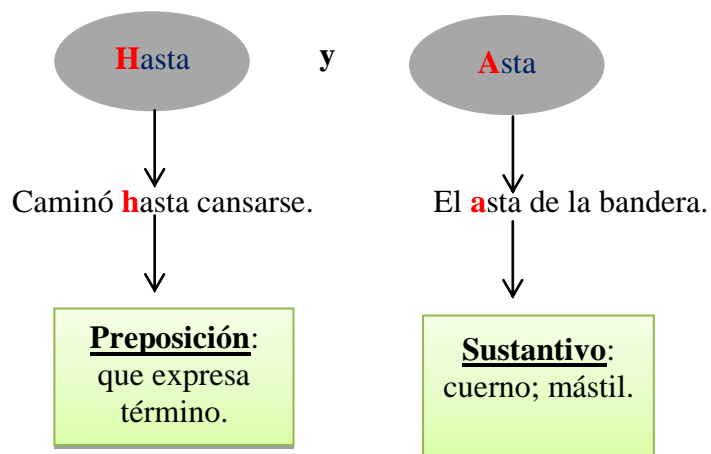 Hasta y Asta
Caminó hasta cansarse.
El asta de la bandera.
Preposición:
que expresa
término.
Sustantivo:
cuerno; mástil.